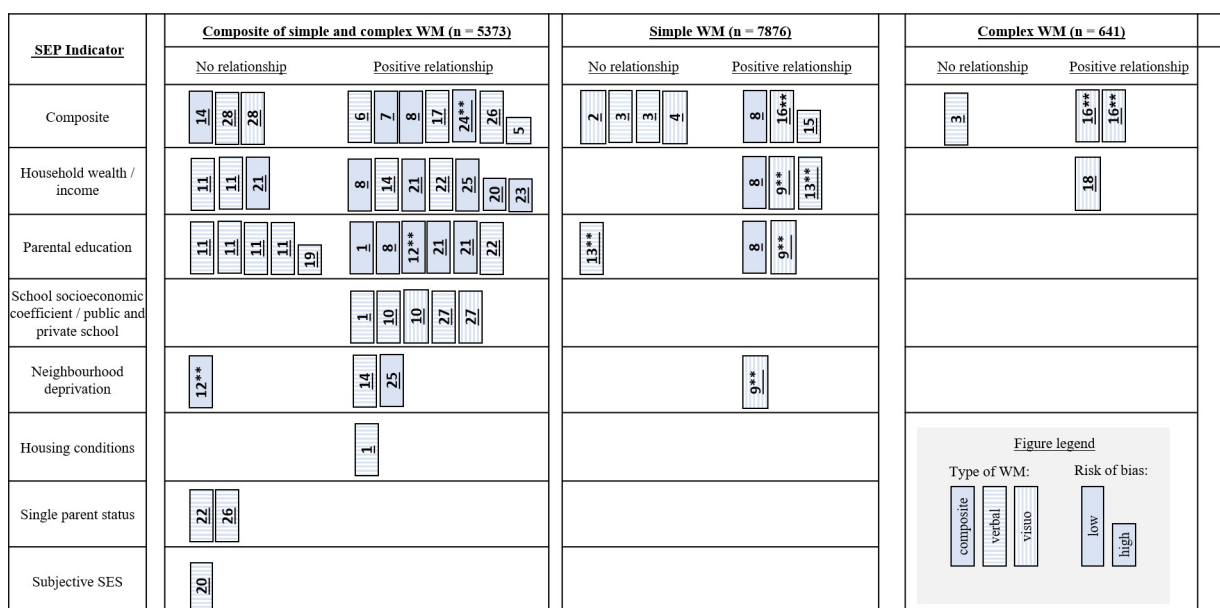 SEP Indicator
Composite of simple and complex WM (n = 5373)
Simple WM (n = 7876)
Complex WM (n = 641)
No relationship
Positive relationship
No relationship
Positive relationship
No relationship
Positive relationship
Composite
14 28 28
6 7 8 17 24** 26 5
2 3 3 4
8 16** 15
3
16** 16**
Household wealth /
income
11 11 21
8 14 21 22 25 20 23
8 9** 13**
18
Parental education
11 11 11 11 19
1 8 12** 21 21 22
13**
8 9**
School socioeconomic
coefficient / public and
private school
1 10 10 27 27
Neighbourhood
deprivation
12**
14 25
9**
Housing conditions
1
Single parent status
22 26
Subjective SES
20
Figure legend
Type of WM:
Risk of bias:
composite
verbal
visuo
low
high